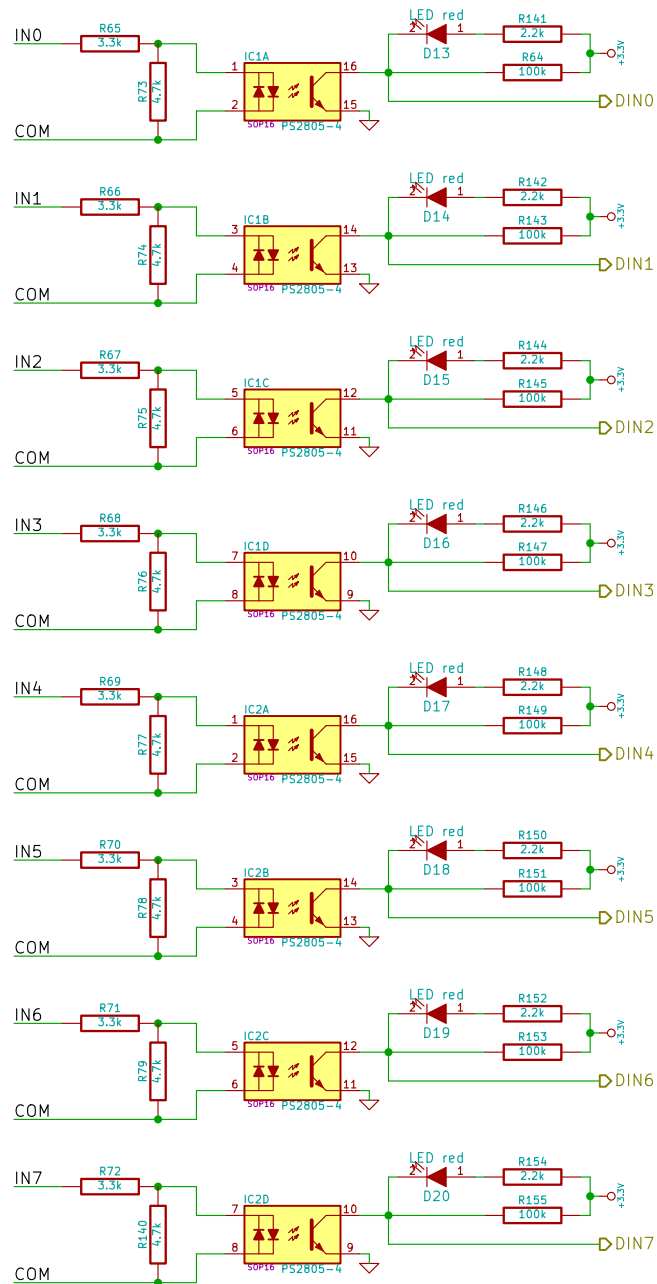 IN0
R65
3.3k
R73
4.7k
COM
IC1A
1
2
16
15
SOP16
PS2805-4
LED red
2
1
D13
R141
2.2k
R64
100k
+3.3V
DIN0
IN1
R66
3.3k
R74
4.7k
COM
IC1B
3
4
14
13
SOP16
PS2805-4
LED red
2
1
D14
R142
2.2k
R143
100k
+3.3V
DIN1
IN2
R67
3.3k
R75
4.7k
COM
IC1C
5
6
12
11
SOP16
PS2805-4
LED red
2
1
D15
R144
2.2k
R145
100k
+3.3V
DIN2
IN3
R68
3.3k
R76
4.7k
COM
IC1D
7
8
10
9
SOP16
PS2805-4
LED red
2
1
D16
R146
2.2k
R147
100k
+3.3V
DIN3
IN4
R69
3.3k
R77
4.7k
COM
IC2A
1
2
16
15
SOP16
PS2805-4
LED red
2
1
D17
R148
2.2k
R149
100k
+3.3V
DIN4
IN5
R70
3.3k
R78
4.7k
COM
IC2B
3
4
14
13
SOP16
PS2805-4
LED red
2
1
D18
R150
2.2k
R151
100k
+3.3V
DIN5
IN6
R71
3.3k
R79
4.7k
COM
IC2C
5
6
12
11
SOP16
PS2805-4
LED red
2
1
D19
R152
2.2k
R153
100k
+3.3V
DIN6
IN7
R72
3.3k
R140
4.7k
COM
IC2D
7
8
10
9
SOP16
PS2805-4
LED red
2
1
D20
R154
2.2k
R155
100k
+3.3V
DIN7